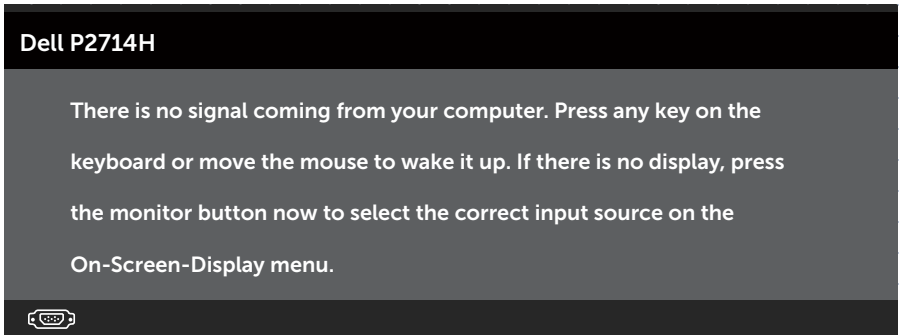 Dell P2714H
There is no signal coming from your computer. Press any key on the
keyboard or move the mouse to wake it up. If there is no display, press
the monitor button now to select the correct input source on the
On-Screen-Display menu.